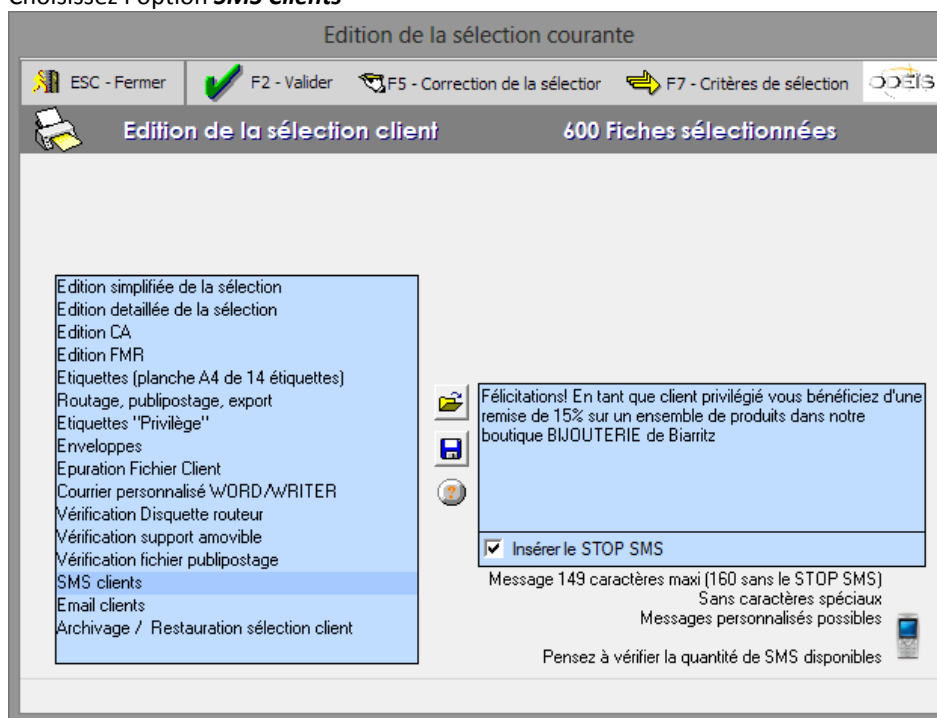 Choisissez l'option SMS Clients
Edition de la sélection courante
ESC - Fermer F2 - Valider F5 - Correction de la sélectior F7 - Critères de sélection opeïs
Edition de la sélection client 600 Fiches sélectionnées
Edition simplifiée de la sélection
Edition detaillée de la sélection
Edition CA
Edition FMR
Etiquettes (planche A4 de 14 étiquettes)
Routage, publipostage, export
Etiquettes "Privilège"
Enveloppes
Epuration Fichier Client
Courrier personnalisé WORD/WRITER
Vérification Disquette routeur
Vérification support amovible
Vérification fichier publipostage
SMS clients
Email clients
Archivage / Restauration sélection client
Félicitations! En tant que client privilégié vous bénéficiez d'une
remise de 15% sur un ensemble de produits dans notre
boutique BIJOUTERIE de Biarritz
Insérer le STOP SMS
Message 149 caractères maxi (160 sans le STOP SMS)
Sans caractères spéciaux
Messages personnalisés possibles
Pensez à vérifier la quantité de SMS disponibles